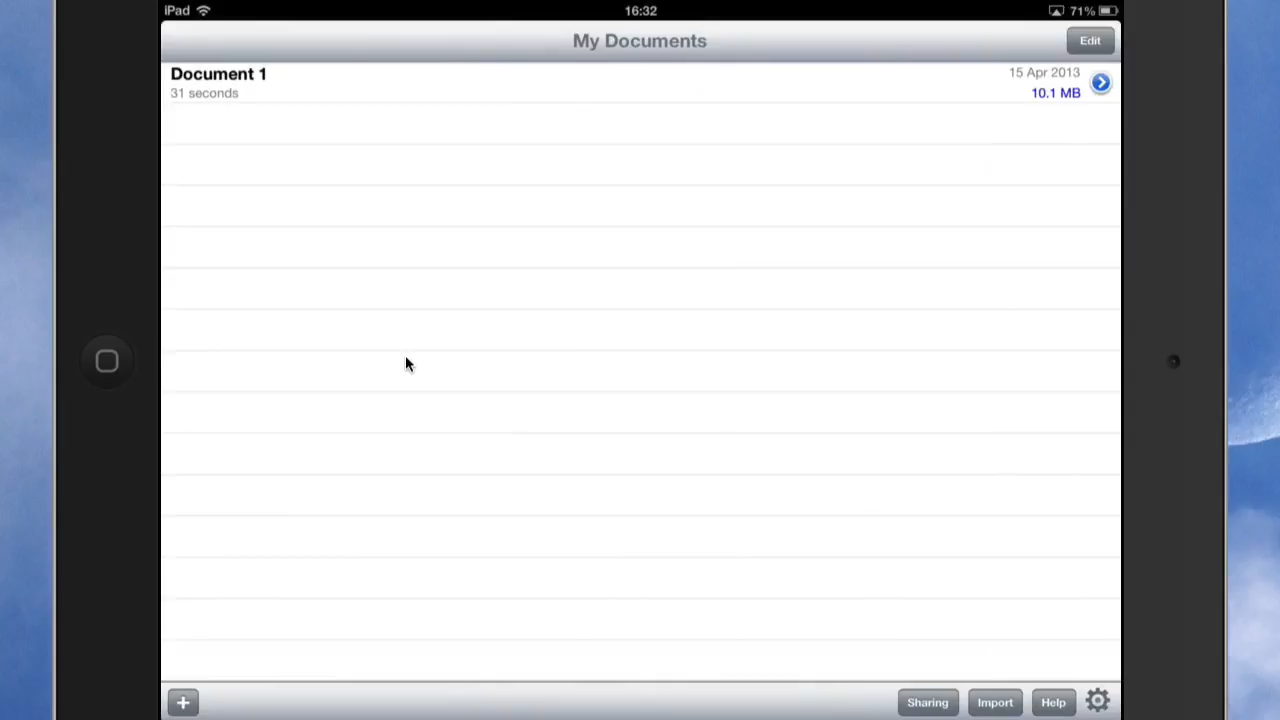 iPad 16:32 71%
My Documents Edit
Document 1 15 Apr 2013
31 seconds 10.1 MB
+ Sharing Import Help